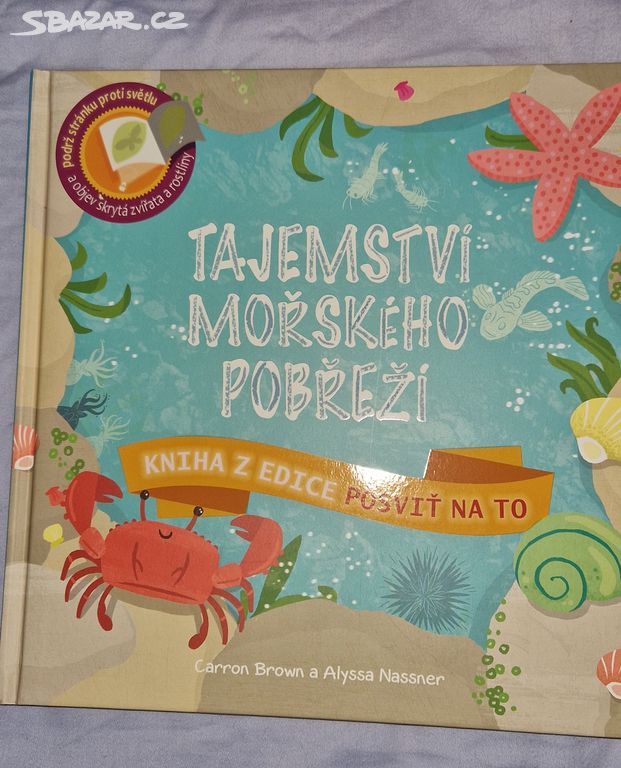 SBAZAR.CZ
podrž stránku proti světlu
a objev skrytá zvířata a rostliny
TAJEMSTVÍ
MOŘSKÉHO
POBŘEŽÍ
KNIHA Z EDICE POSVIŤ NA TO
Carron Brown a Alyssa Nassner